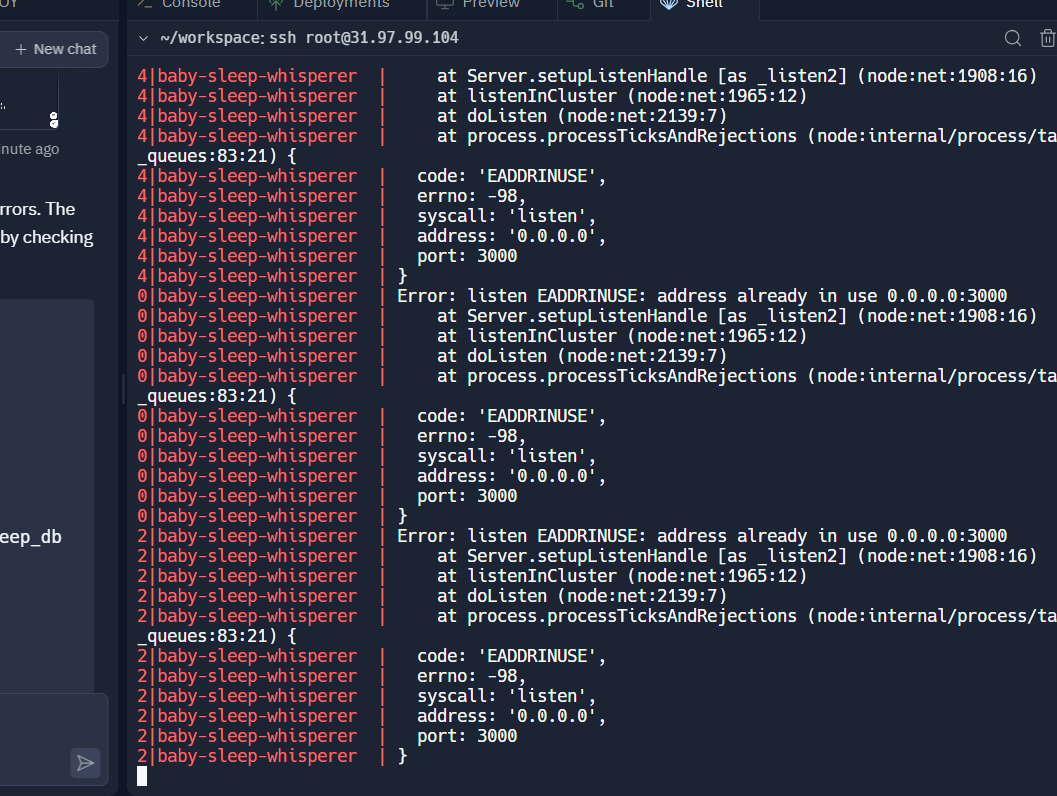 Console Deployments Preview Git Shell
+ New chat
~/workspace: ssh root@31.97.99.104
nute ago
rrors. The
by checking
eep_db
4|baby-sleep-whisperer  |     at Server.setupListenHandle [as _listen2] (node:net:1908:16)
4|baby-sleep-whisperer  |     at listenInCluster (node:net:1965:12)
4|baby-sleep-whisperer  |     at doListen (node:net:2139:7)
4|baby-sleep-whisperer  |     at process.processTicksAndRejections (node:internal/process/ta
_queues:83:21) {
4|baby-sleep-whisperer  |   code: 'EADDRINUSE',
4|baby-sleep-whisperer  |   errno: -98,
4|baby-sleep-whisperer  |   syscall: 'listen',
4|baby-sleep-whisperer  |   address: '0.0.0.0',
4|baby-sleep-whisperer  |   port: 3000
4|baby-sleep-whisperer  | }
0|baby-sleep-whisperer  | Error: listen EADDRINUSE: address already in use 0.0.0.0:3000
0|baby-sleep-whisperer  |     at Server.setupListenHandle [as _listen2] (node:net:1908:16)
0|baby-sleep-whisperer  |     at listenInCluster (node:net:1965:12)
0|baby-sleep-whisperer  |     at doListen (node:net:2139:7)
0|baby-sleep-whisperer  |     at process.processTicksAndRejections (node:internal/process/ta
_queues:83:21) {
0|baby-sleep-whisperer  |   code: 'EADDRINUSE',
0|baby-sleep-whisperer  |   errno: -98,
0|baby-sleep-whisperer  |   syscall: 'listen',
0|baby-sleep-whisperer  |   address: '0.0.0.0',
0|baby-sleep-whisperer  |   port: 3000
0|baby-sleep-whisperer  | }
2|baby-sleep-whisperer  | Error: listen EADDRINUSE: address already in use 0.0.0.0:3000
2|baby-sleep-whisperer  |     at Server.setupListenHandle [as _listen2] (node:net:1908:16)
2|baby-sleep-whisperer  |     at listenInCluster (node:net:1965:12)
2|baby-sleep-whisperer  |     at doListen (node:net:2139:7)
2|baby-sleep-whisperer  |     at process.processTicksAndRejections (node:internal/process/ta
_queues:83:21) {
2|baby-sleep-whisperer  |   code: 'EADDRINUSE',
2|baby-sleep-whisperer  |   errno: -98,
2|baby-sleep-whisperer  |   syscall: 'listen',
2|baby-sleep-whisperer  |   address: '0.0.0.0',
2|baby-sleep-whisperer  |   port: 3000
2|baby-sleep-whisperer  | }